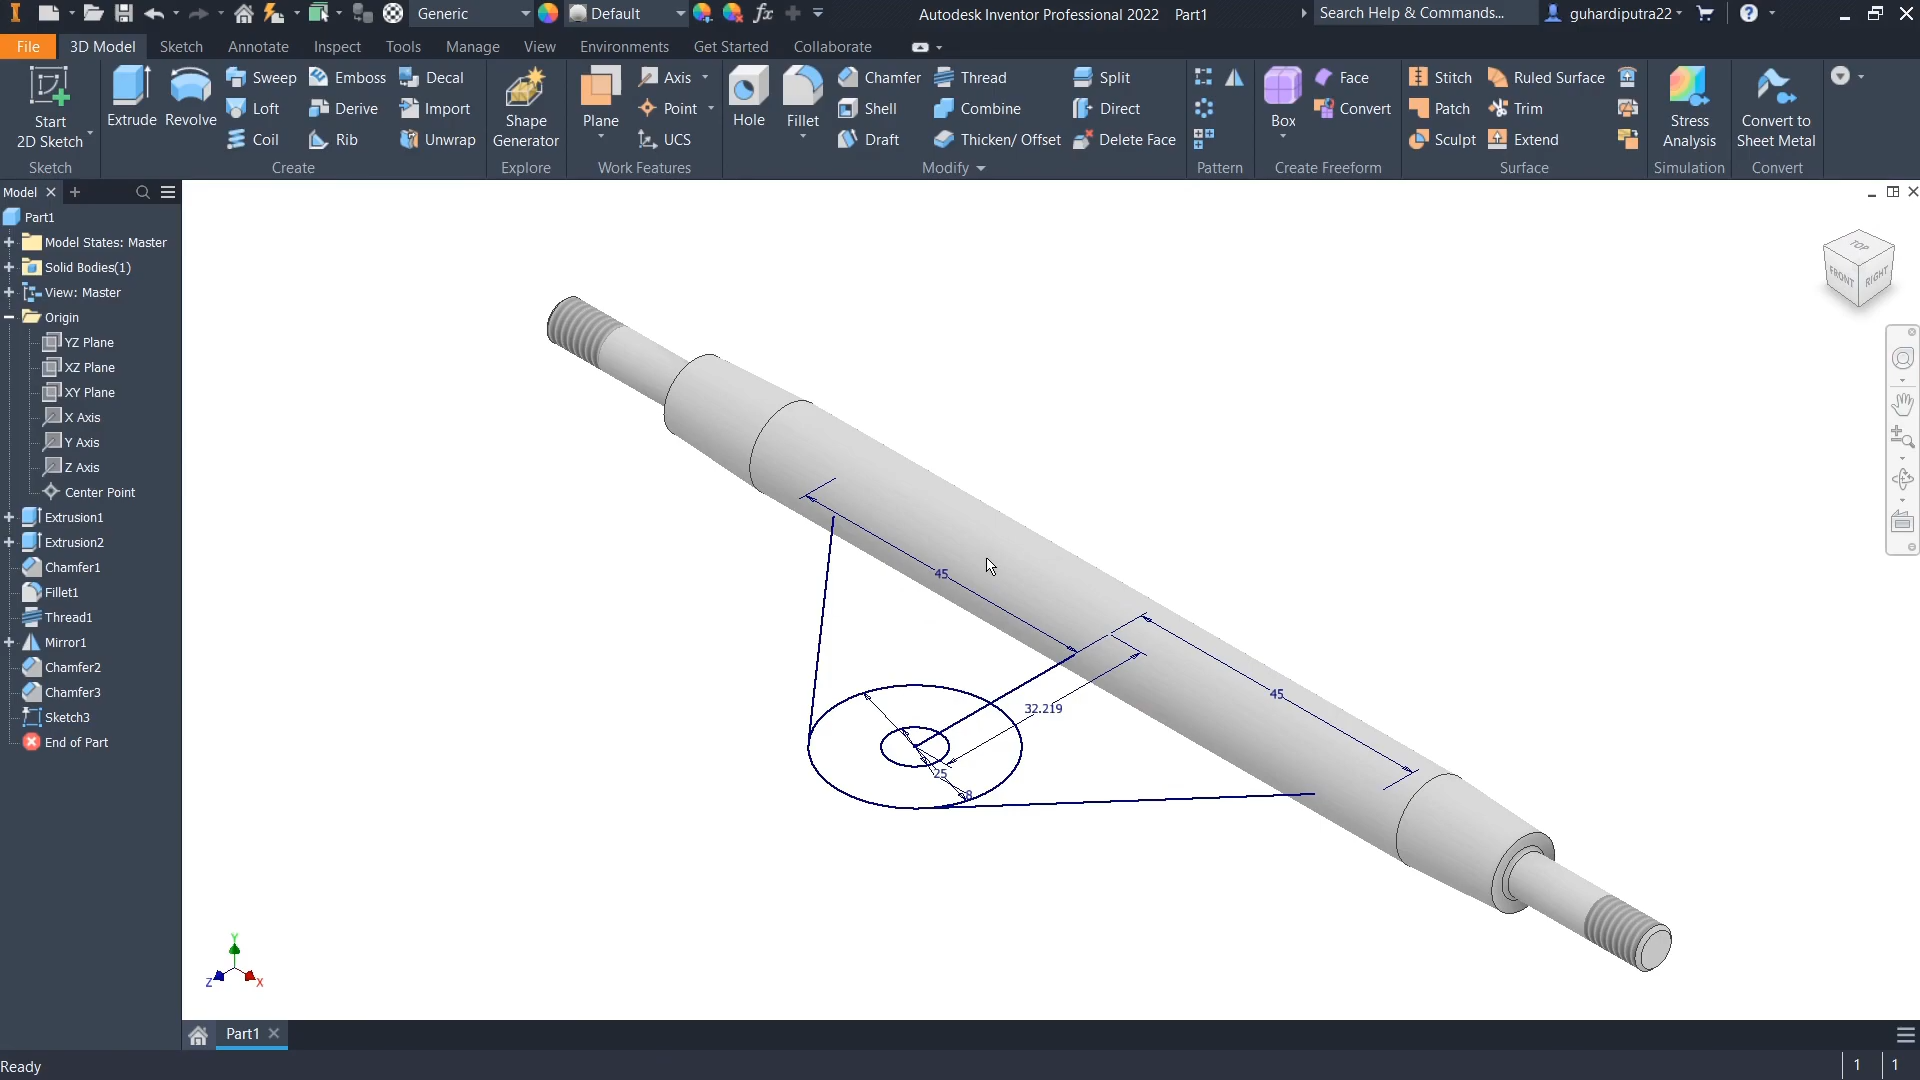 Generic
Default
Autodesk Inventor Professional 2022 Part1
Search Help & Commands...
guhardiputra22
File
3D Model
Sketch
Annotate
Inspect
Tools
Manage
View
Environments
Get Started
Collaborate
Start
2D Sketch
Sketch
Extrude
Revolve
Sweep
Loft
Coil
Emboss
Derive
Rib
Decal
Import
Unwrap
Create
Shape
Generator
Explore
Plane
Axis
Point
UCS
Work Features
Hole
Fillet
Chamfer
Shell
Draft
Thread
Combine
Thicken/ Offset
Split
Direct
Delete Face
Modify
Pattern
Box
Face
Convert
Create Freeform
Stitch
Patch
Sculpt
Ruled Surface
Trim
Extend
Surface
Stress
Analysis
Simulation
Convert to
Sheet Metal
Convert
Model
Part1
Model States: Master
Solid Bodies(1)
View: Master
Origin
YZ Plane
XZ Plane
XY Plane
X Axis
Y Axis
Z Axis
Center Point
Extrusion1
Extrusion2
Chamfer1
Fillet1
Thread1
Mirror1
Chamfer2
Chamfer3
Sketch3
End of Part
TOP
FRONT
RIGHT
45
45
32.219
25
8
Y
Z
X
Part1
Ready
1
1